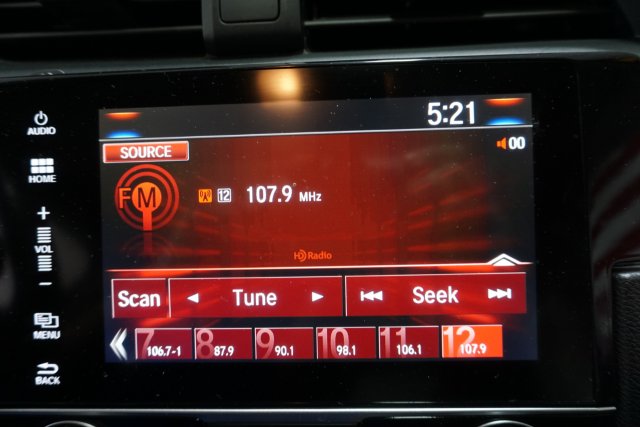 5:21
AUDIO
SOURCE
00
HOME
FM
12 107.9 MHz
+
VOL
-
HD Radio
Scan
Tune
Seek
MENU
7 106.7-1
8 87.9
9 90.1
10 98.1
11 106.1
12 107.9
BACK